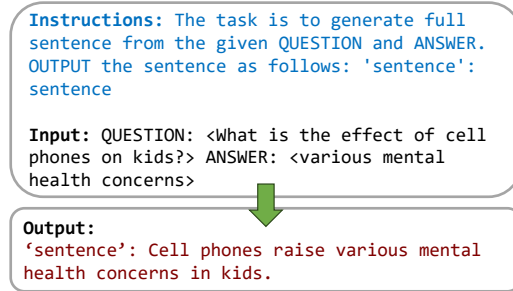 Instructions: The task is to generate full
sentence from the given QUESTION and ANSWER.
OUTPUT the sentence as follows: 'sentence':
sentence
Input: QUESTION: <What is the effect of cell
phones on kids?> ANSWER: <various mental
health concerns>
Output:
‘sentence’: Cell phones raise various mental
health concerns in kids.